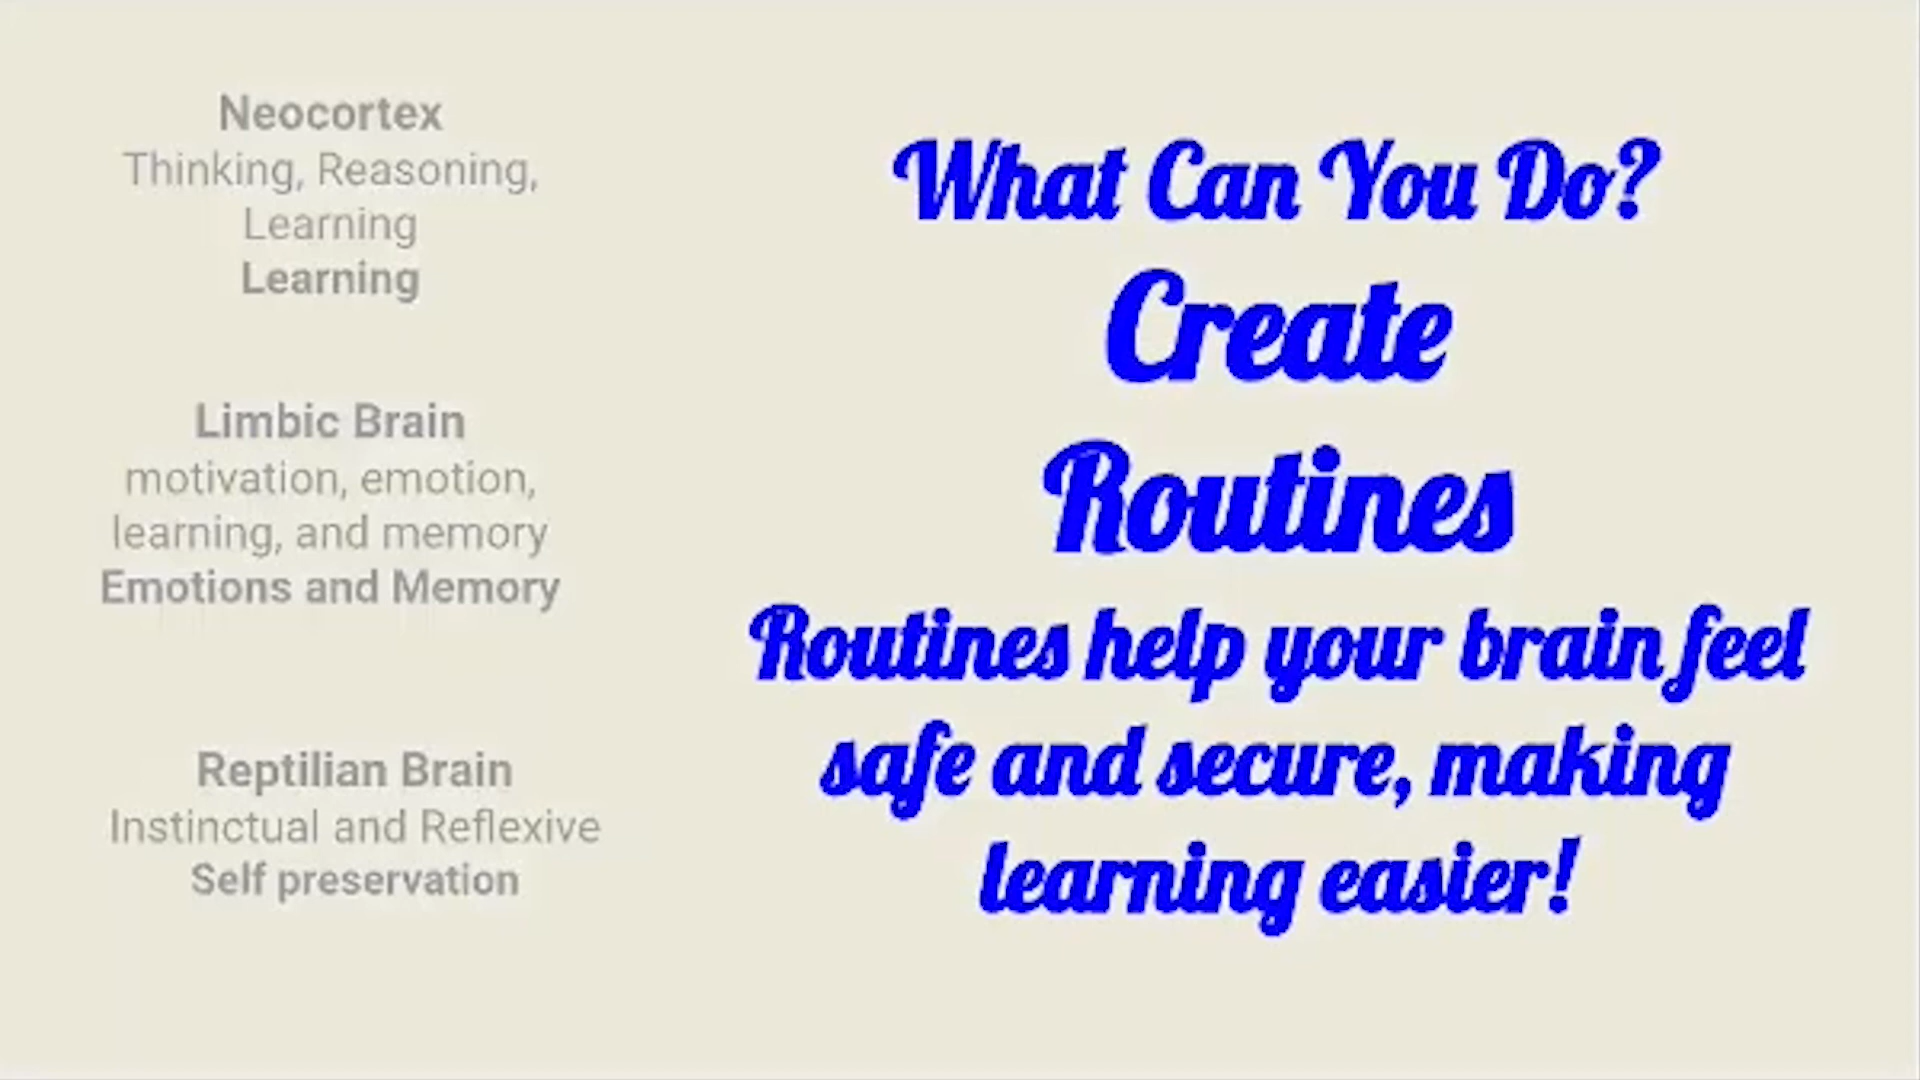 Neocortex
Thinking, Reasoning,
Learning
Learning
Limbic Brain
motivation, emotion,
learning, and memory
Emotions and Memory
Reptilian Brain
Instinctual and Reflexive
Self preservation
What Can You Do?
Create
Routines
Routines help your brain feel
safe and secure, making
learning easier!